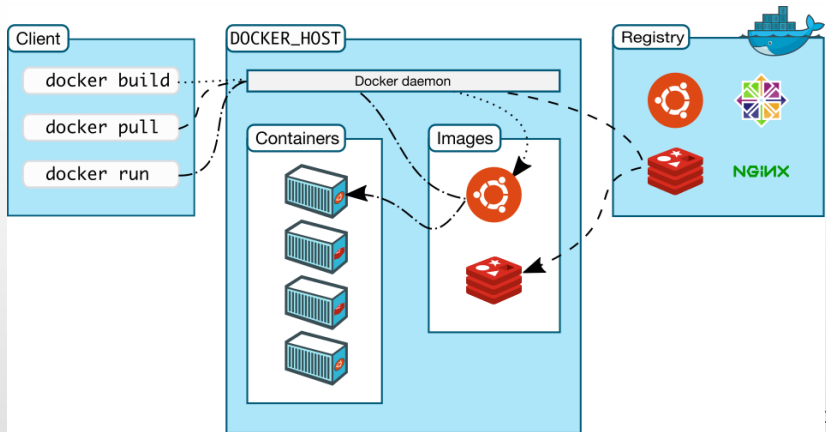 Client
docker build
docker pull
docker run
DOCKER_HOST
Docker daemon
Containers
Images
Registry
NGINX